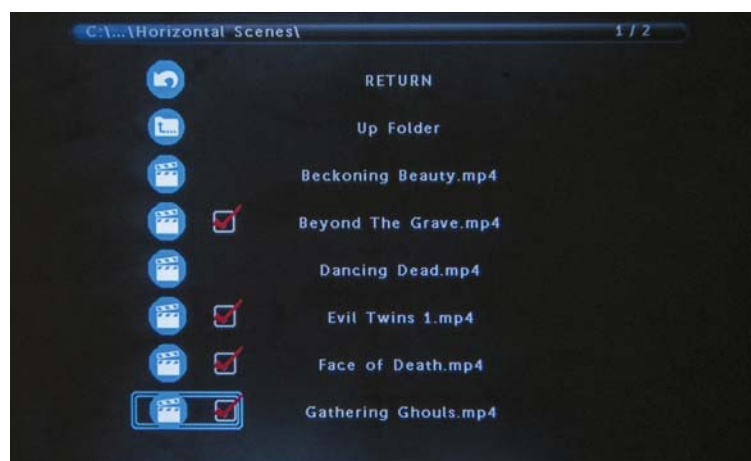 C:\...\Horizontal Scenes\ 1 / 2
RETURN
Up Folder
Beckoning Beauty.mp4
Beyond The Grave.mp4
Dancing Dead.mp4
Evil Twins 1.mp4
Face of Death.mp4
Gathering Ghouls.mp4